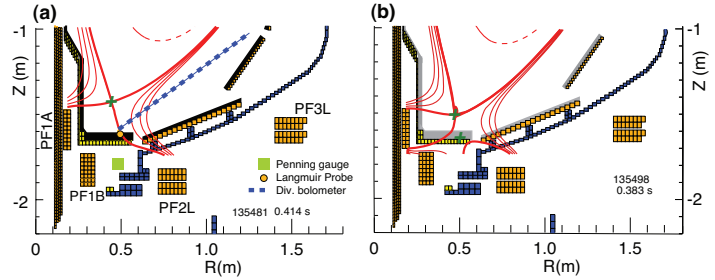 (a)
(b)
-1
-1
Z (m)
Z (m)
PF1A
PF3L
Penning gauge
Langmuir Probe
Div. bolometer
PF1B
PF2L
135481 0.414 s
135498
0.383 s
-2
-2
0 0.5 1.0 1.5
0 0.5 1.0 1.5
R(m)
R(m)